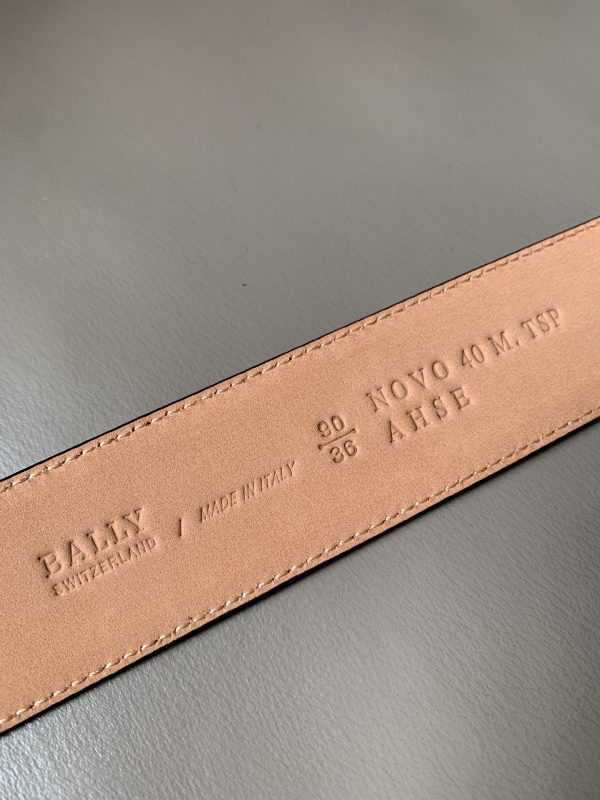 BALLY
SWITZERLAND
/ MADE IN ITALY
90
36
NOVO 40 M. TSP
AHSE